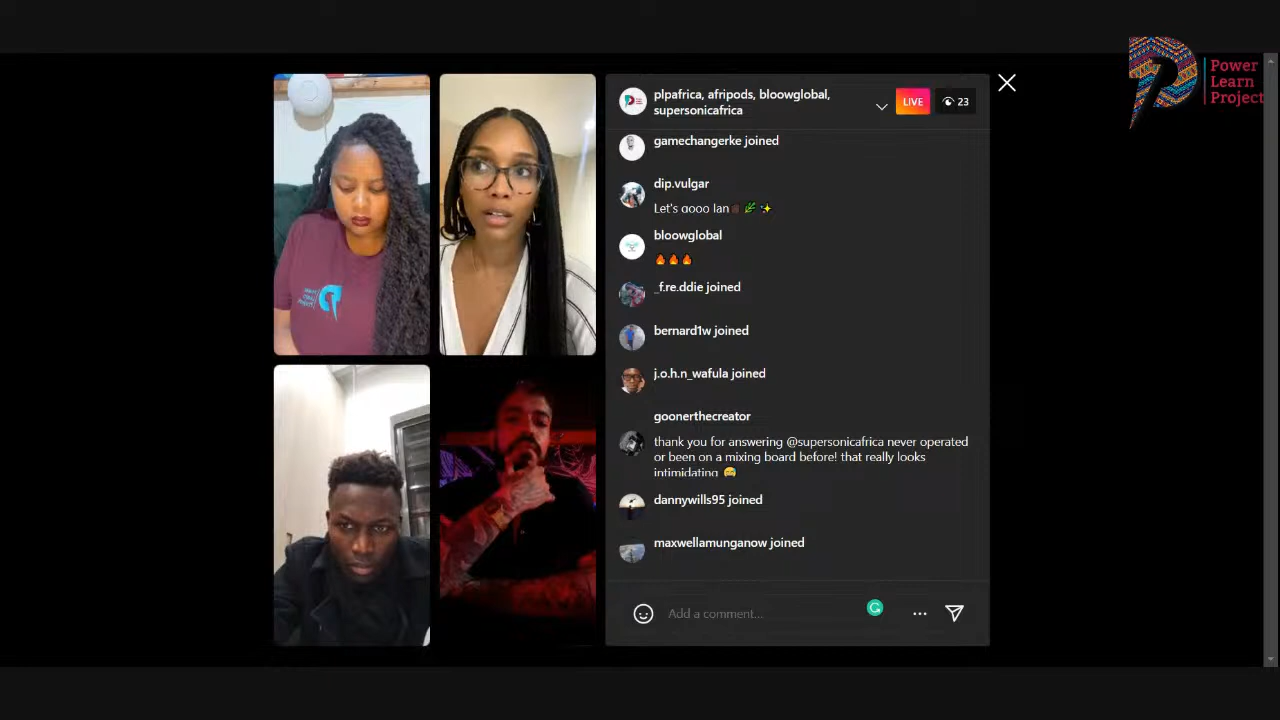 Power
Learn
Project
plpafrica, afripods, bloowglobal,
supersonicafrica
LIVE
23
gamechangerke joined
dip.vulgar
Let's gooo Ian
bloowglobal
_f.re.ddie joined
bernard1w joined
j.o.h.n_wafula joined
goonerthecreator
thank you for answering @supersonicafrica never operated
or been on a mixing board before! that really looks
intimidating
dannywills95 joined
maxwellamunganow joined
Add a comment...